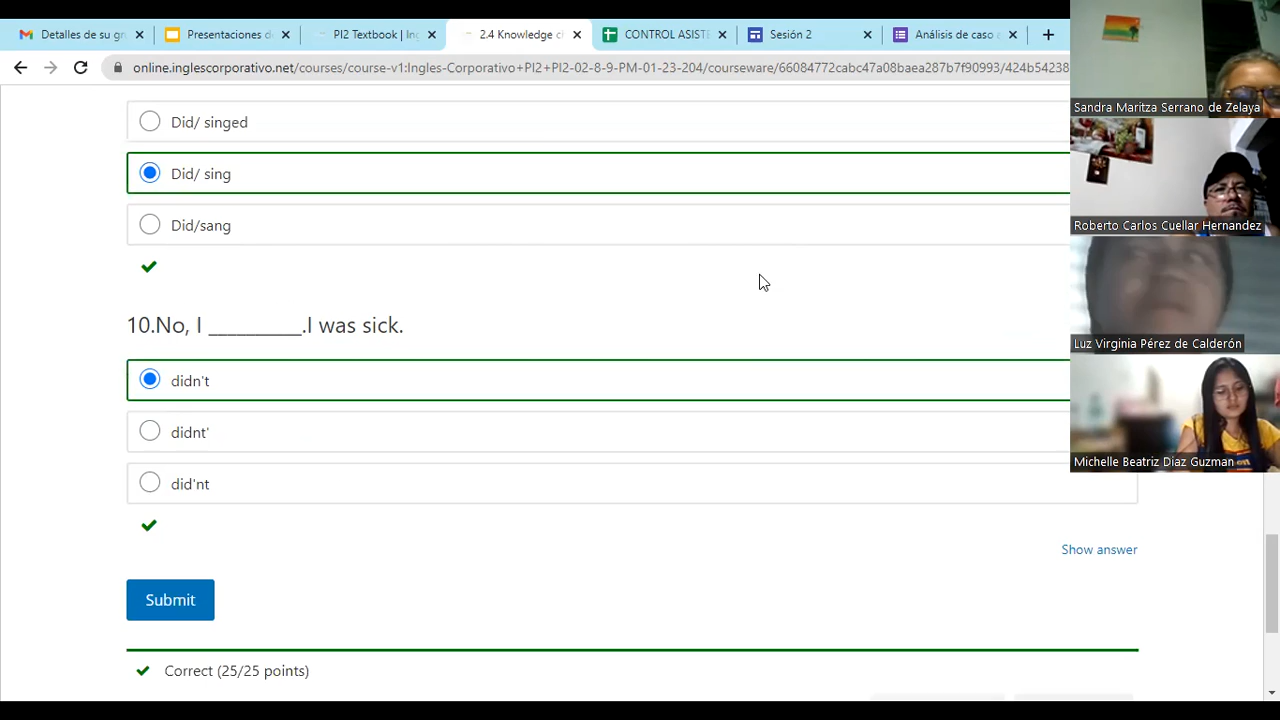 Detalles de su g
Presentaciones d
PI2 Textbook | In
2.4 Knowledge c
CONTROL ASIST
Sesión 2
Análisis de caso
online.inglescorporativo.net/courses/course-v1:Ingles-Corporativo+PI2+PI2-02-8-9-PM-01-23-204/courseware/66084772cabc47a08baea287b7f90993/424b54238
Did/ singed
Did/ sing
Did/sang
10.No, I __________.I was sick.
didn't
didnt'
did'nt
Show answer
Submit
Correct (25/25 points)
Sandra Maritza Serrano de Zelaya
Roberto Carlos Cuellar Hernandez
Luz Virginia Pérez de Calderón
Michelle Beatriz Diaz Guzman